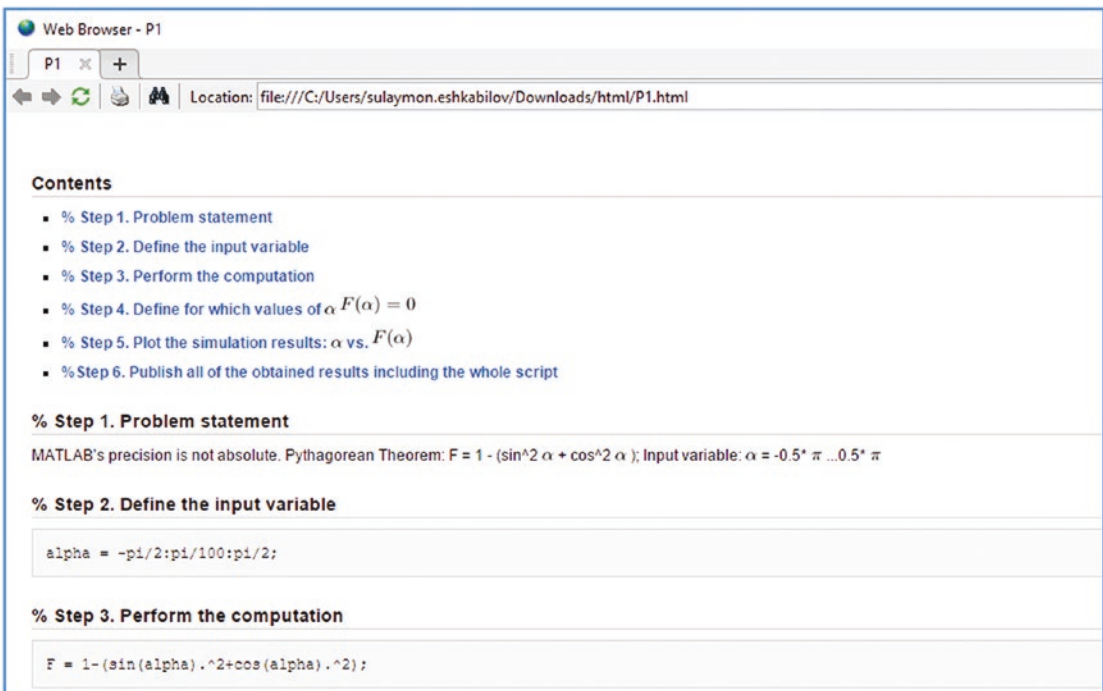 Web Browser - P1
P1
Location: file:///C:/Users/sulaymon.eshkabilov/Downloads/html/P1.html
Contents
▪ % Step 1. Problem statement
▪ % Step 2. Define the input variable
▪ % Step 3. Perform the computation
▪ % Step 4. Define for which values of α F(α) = 0
▪ % Step 5. Plot the simulation results: α vs. F(α)
▪ %Step 6. Publish all of the obtained results including the whole script
% Step 1. Problem statement
MATLAB's precision is not absolute. Pythagorean Theorem: F = 1 - (sin^2 α + cos^2 α ); Input variable: α = -0.5* π ...0.5* π
% Step 2. Define the input variable
alpha = -pi/2:pi/100:pi/2;
% Step 3. Perform the computation
F = 1-(sin(alpha).^2+cos(alpha).^2);